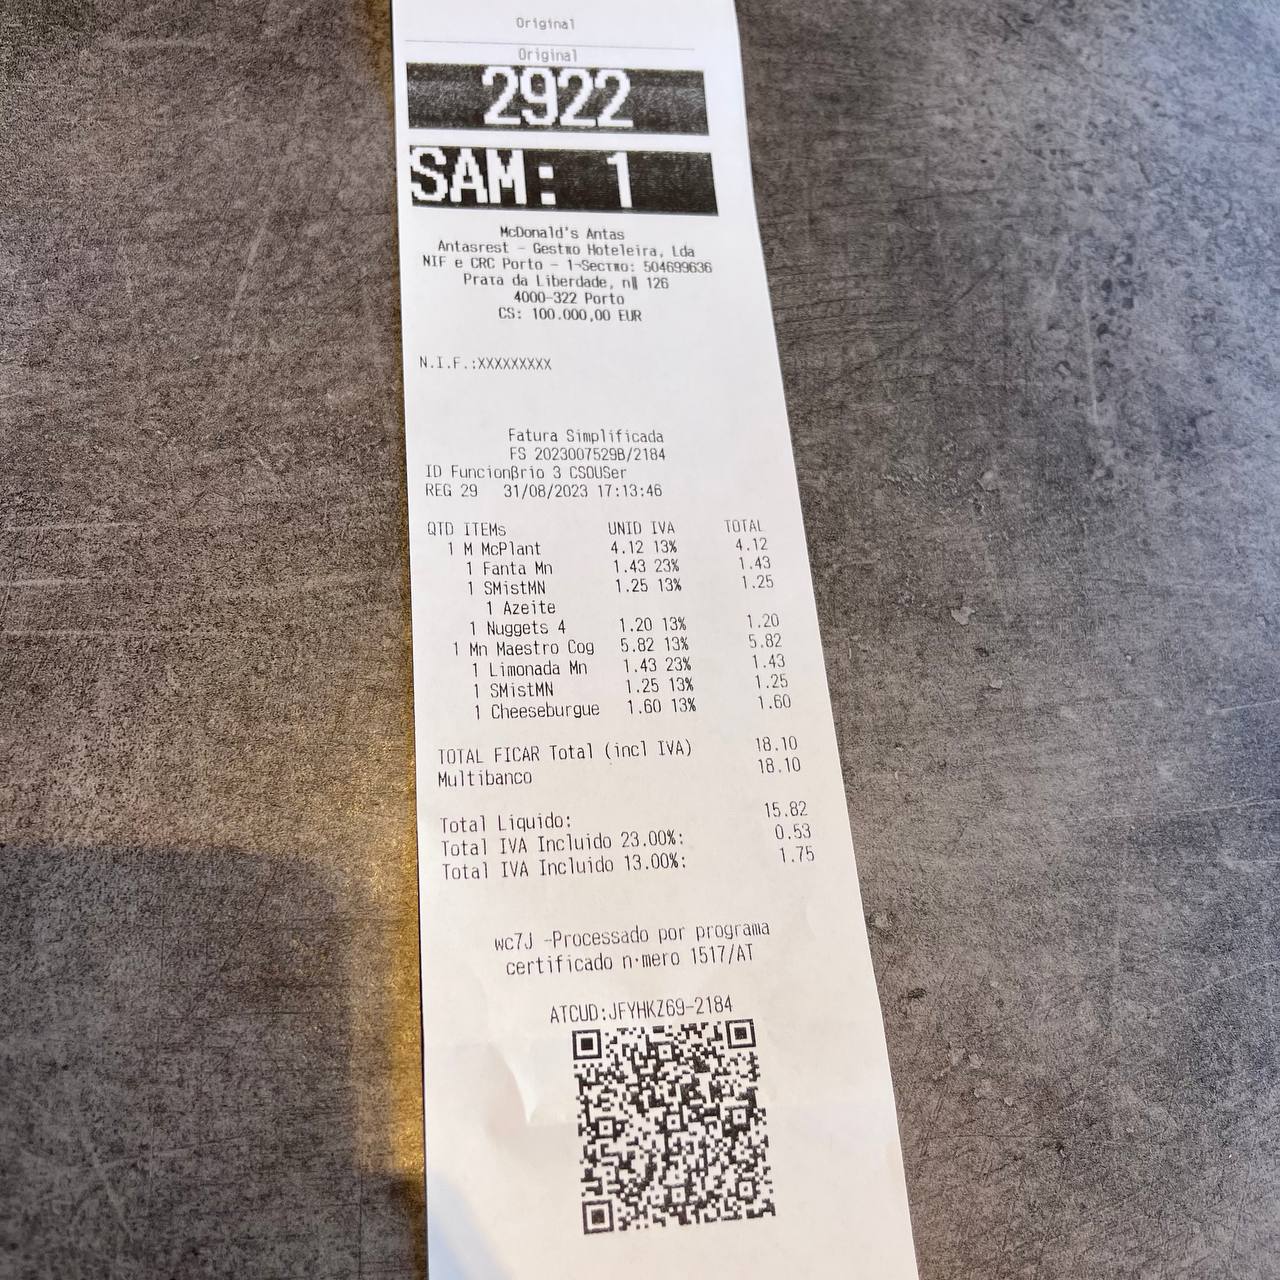 Original
Original
2922
SAM: 1
McDonald's Antas
Antasrest - Gestπo Hoteleira, Lda
NIF e CRC Porto - 1¬Secτπo: 504699636
Praτa da Liberdade, n║ 126
4000-322 Porto
CS: 100.000,00 EUR
N.I.F.:XXXXXXXXX
Fatura Simplificada
FS 2023007529B/2184
ID Funcionβrio 3 CSOUSer
REG 29 31/08/2023 17:13:46
QTD ITEMs UNID IVA TOTAL
1 M McPlant 4.12 13% 4.12
1 Fanta Mn 1.43 23% 1.43
1 SMistMN 1.25 13% 1.25
1 Azeite
1 Nuggets 4 1.20 13% 1.20
1 Mn Maestro Cog 5.82 13% 5.82
1 Limonada Mn 1.43 23% 1.43
1 SMistMN 1.25 13% 1.25
1 Cheeseburgue 1.60 13% 1.60
TOTAL FICAR Total (incl IVA) 18.10
Multibanco 18.10
Total Liquido: 15.82
Total IVA Incluido 23.00%: 0.53
Total IVA Incluido 13.00%: 1.75
wc7J -Processado por programa
certificado n·mero 1517/AT
ATCUD:JFYHKZ69-2184